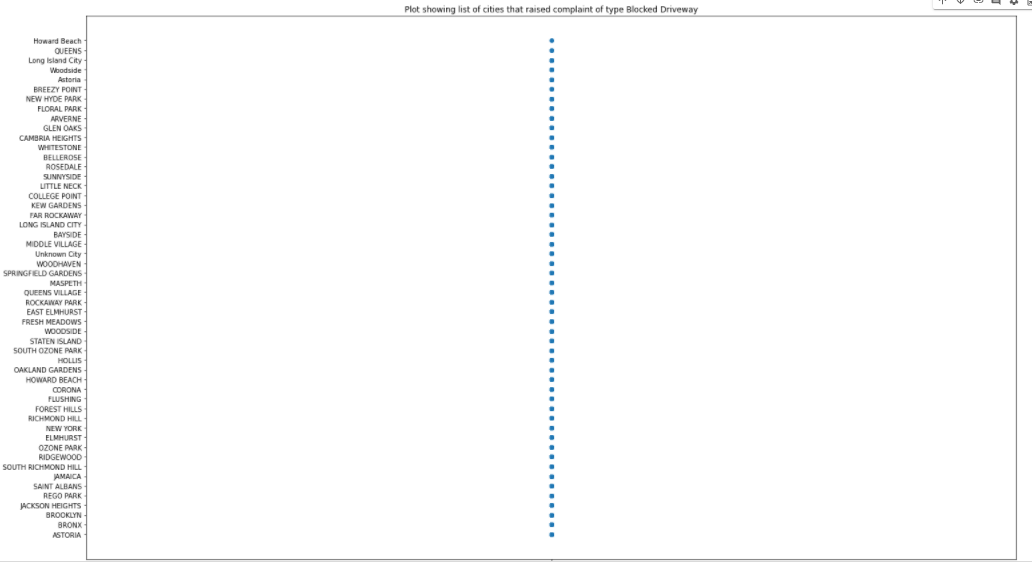 Plot showing list of cities that raised complaint of type Blocked Driveway
Howard Beach
QUEENS
Long Island City
Woodside
Astoria
BREEZY POINT
NEW HYDE PARK
FLORAL PARK
ARVERNE
GLEN OAKS
CAMBRIA HEIGHTS
WHITESTONE
BELLEROSE
ROSEDALE
SUNNYSIDE
LITTLE NECK
COLLEGE POINT
KEW GARDENS
FAR ROCKAWAY
LONG ISLAND CITY
BAYSIDE
MIDDLE VILLAGE
Unknown City
WOODHAVEN
SPRINGFIELD GARDENS
MASPETH
QUEENS VILLAGE
ROCKAWAY PARK
EAST ELMHURST
FRESH MEADOWS
WOODSIDE
STATEN ISLAND
SOUTH OZONE PARK
HOLLIS
OAKLAND GARDENS
HOWARD BEACH
CORONA
FLUSHING
FOREST HILLS
RICHMOND HILL
NEW YORK
ELMHURST
OZONE PARK
RIDGEWOOD
SOUTH RICHMOND HILL
JAMAICA
SAINT ALBANS
REGO PARK
JACKSON HEIGHTS
BROOKLYN
BRONX
ASTORIA